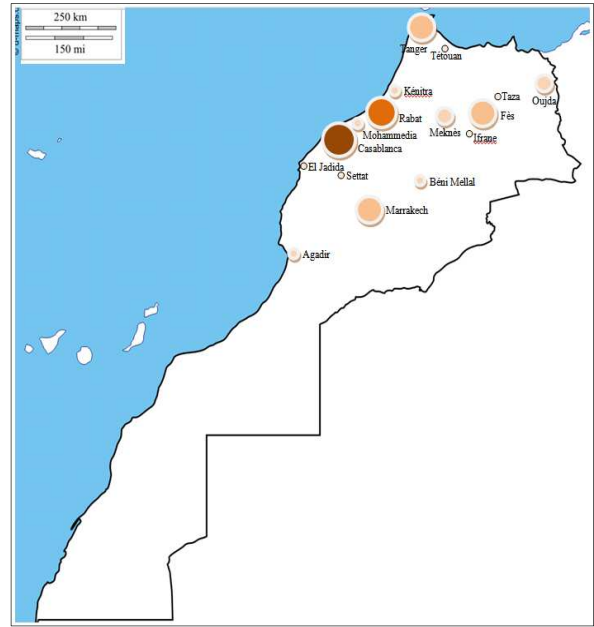 250 km
150 mi
© d-maps.c
Tanger
Tétouan
Kénitra
Taza
Oujda
Rabat
Fès
Mohammedia
Meknès
Ifrane
Casablanca
El Jadida
Settat
Béni Mellal
Marrakech
Agadir